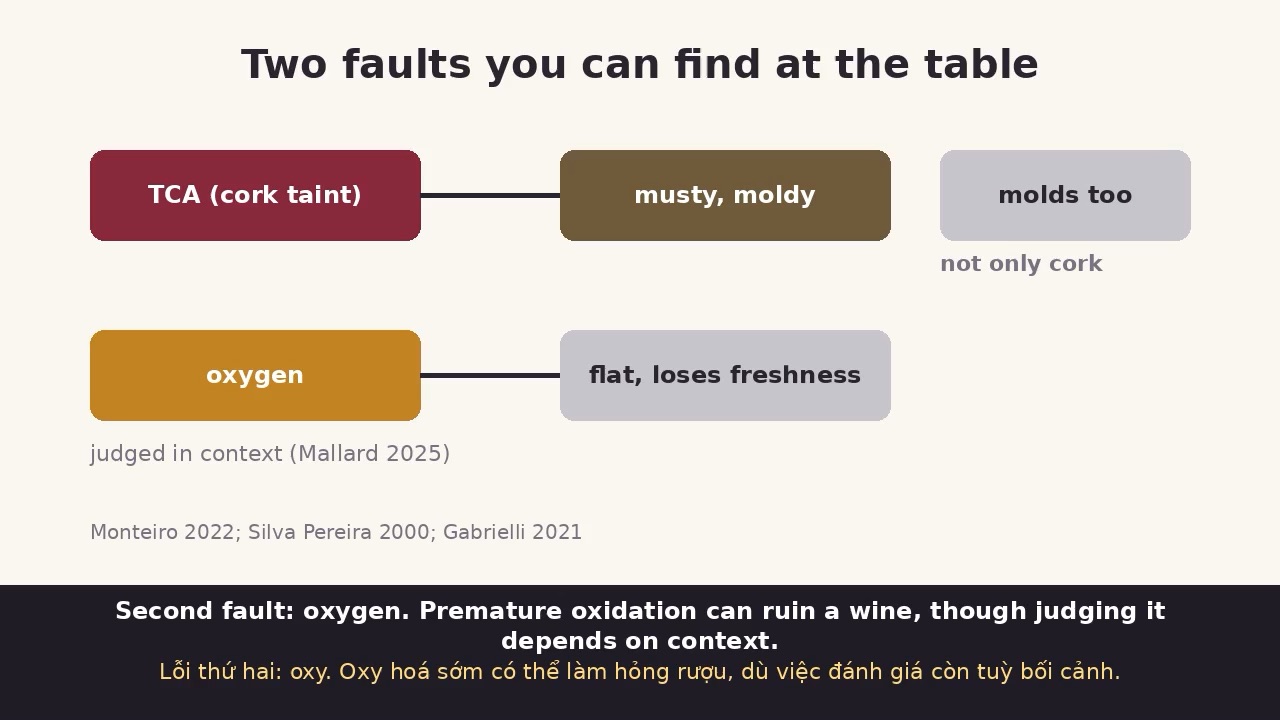 Two faults you can find at the table
TCA (cork taint)
musty, moldy
molds too
not only cork
oxygen
flat, loses freshness
judged in context (Mallard 2025)
Monteiro 2022; Silva Pereira 2000; Gabrielli 2021
Second fault: oxygen. Premature oxidation can ruin a wine, though judging it
depends on context.
Lỗi thứ hai: oxy. Oxy hoá sớm có thể làm hỏng rượu, dù việc đánh giá còn tuỳ bối cảnh.